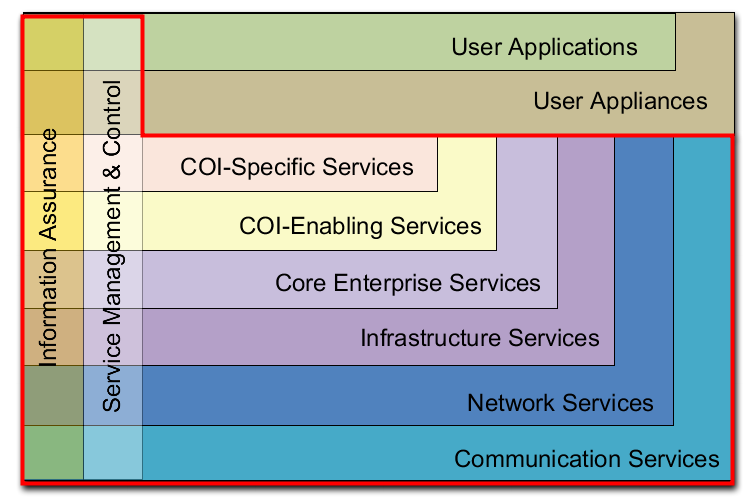 User Applications
User Appliances
Information Assurance
Service Management & Control
COI-Specific Services
COI-Enabling Services
Core Enterprise Services
Infrastructure Services
Network Services
Communication Services